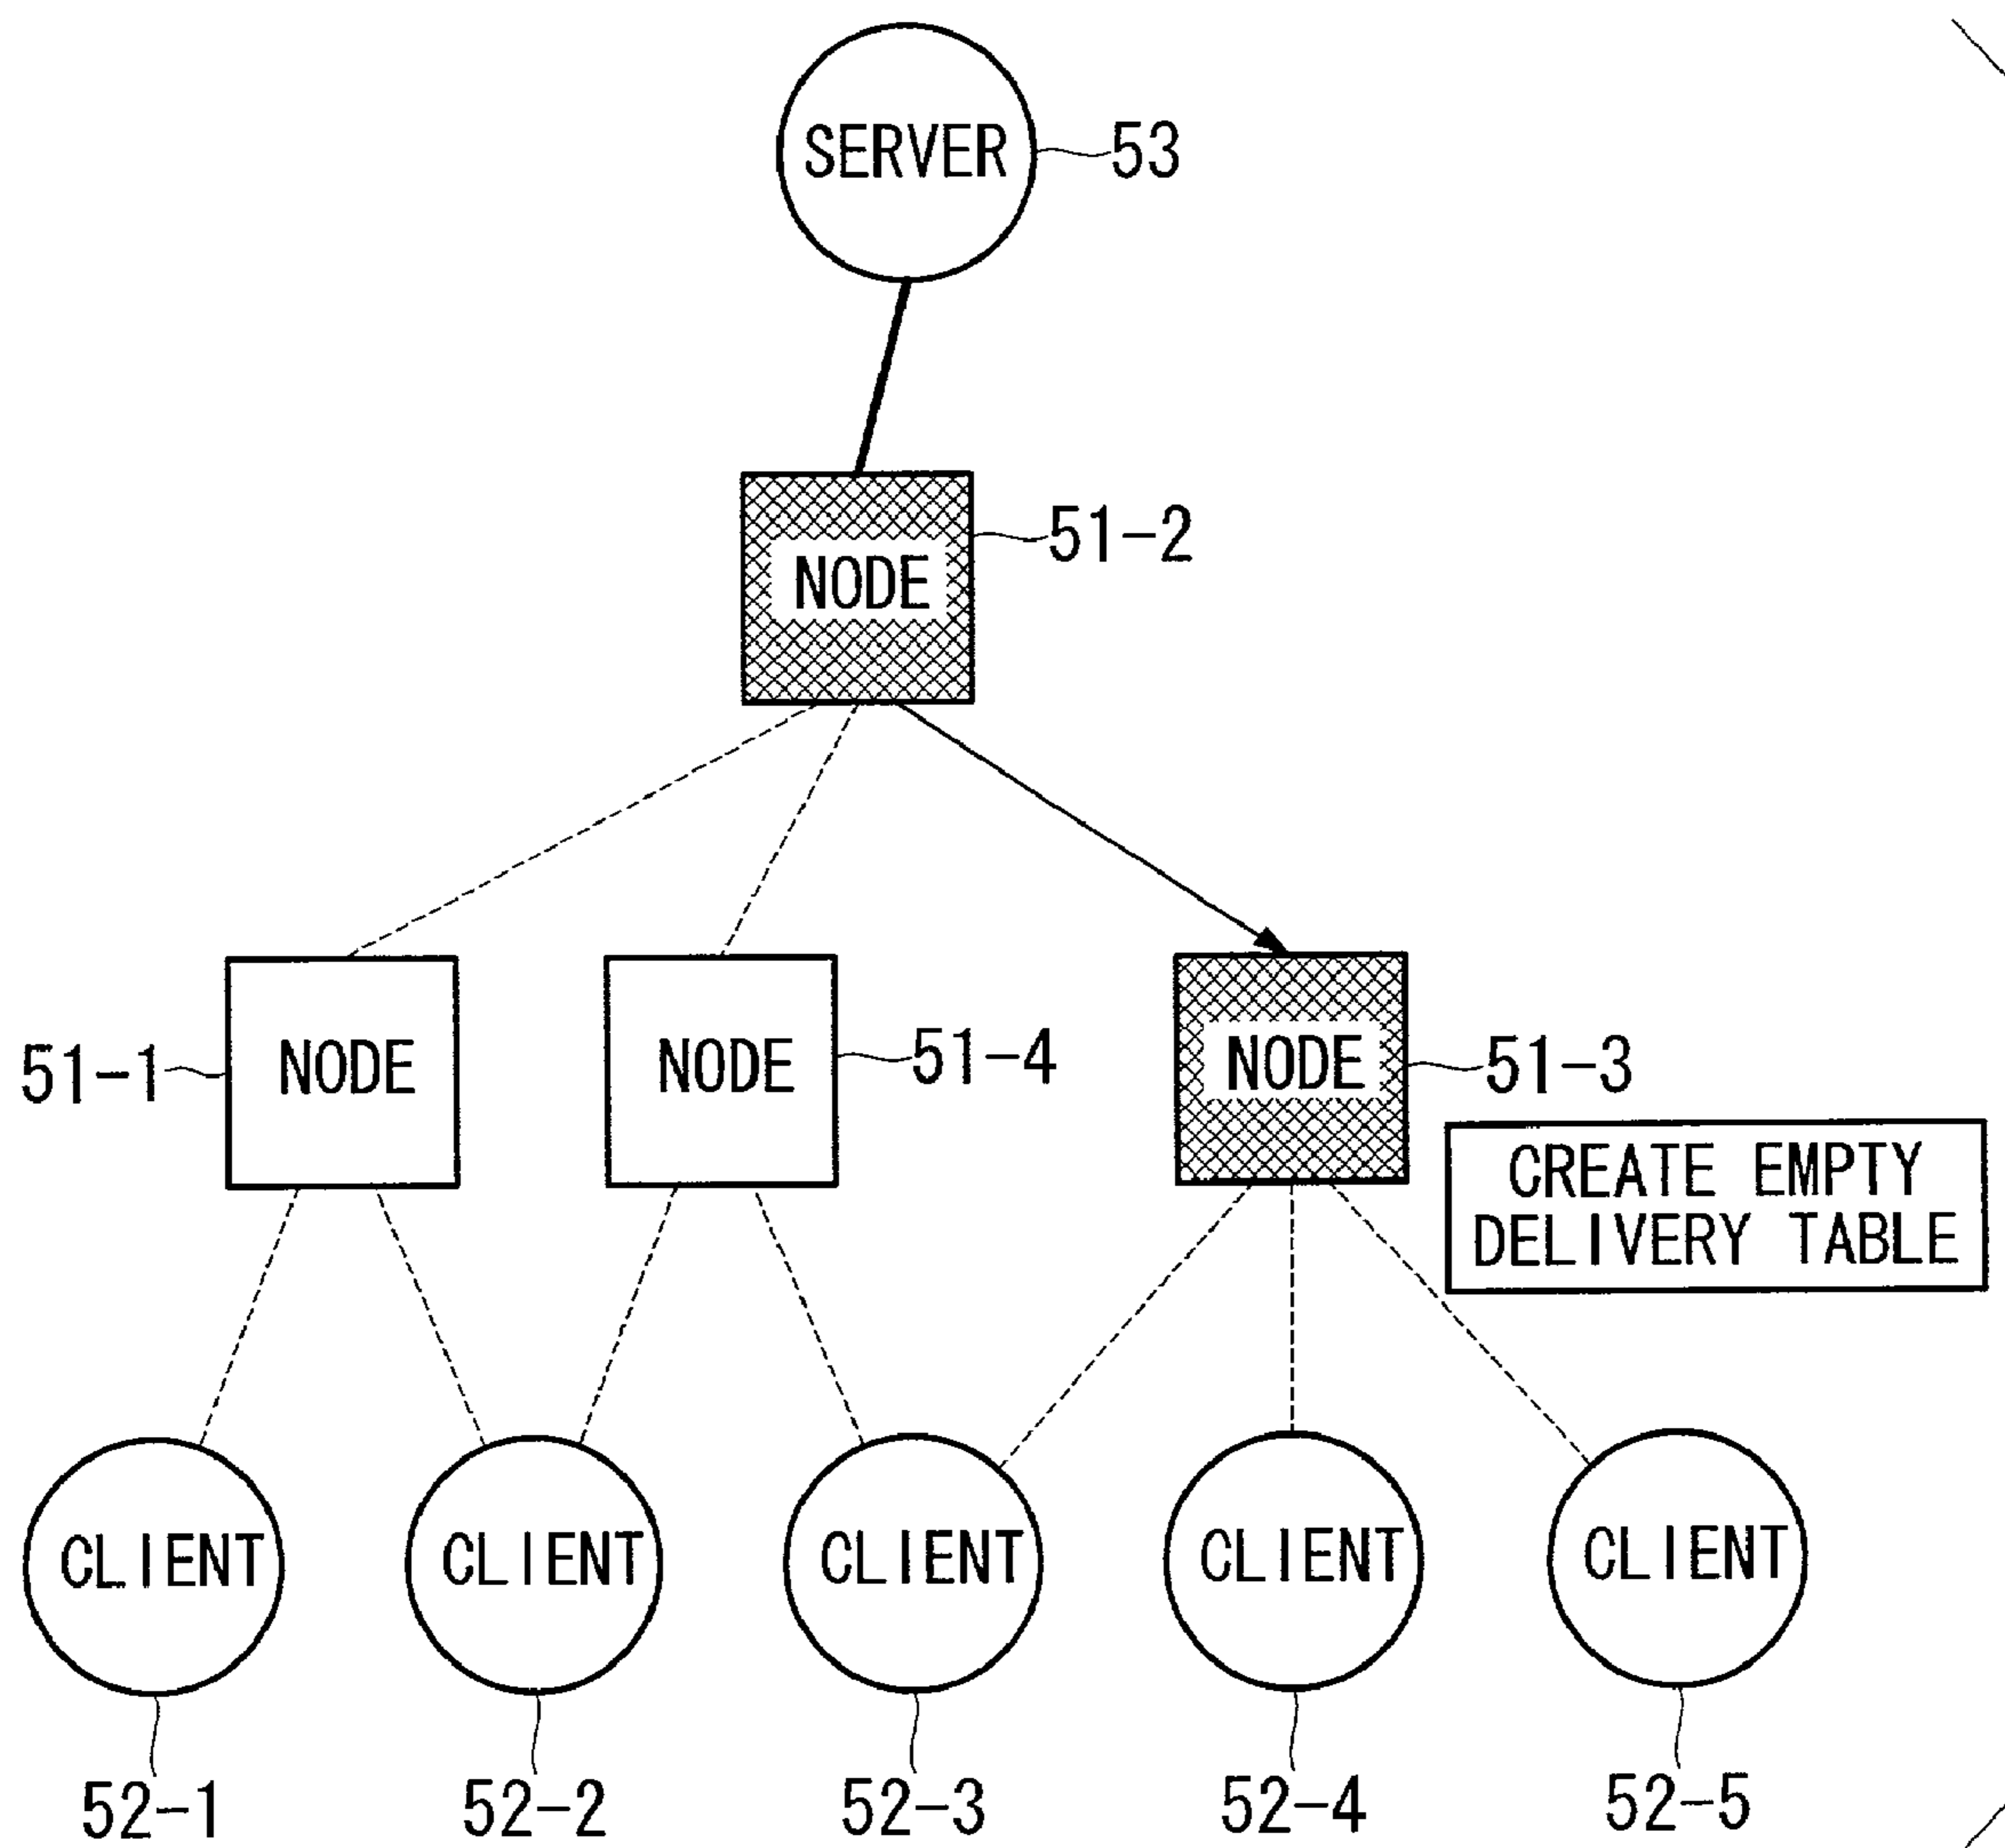 SERVER
53
51-2
NODE
51-1
NODE
NODE
51-4
NODE
51-3
CREATE EMPTY
DELIVERY TABLE
CLIENT
CLIENT
CLIENT
CLIENT
CLIENT
52-1
52-2
52-3
52-4
52-5